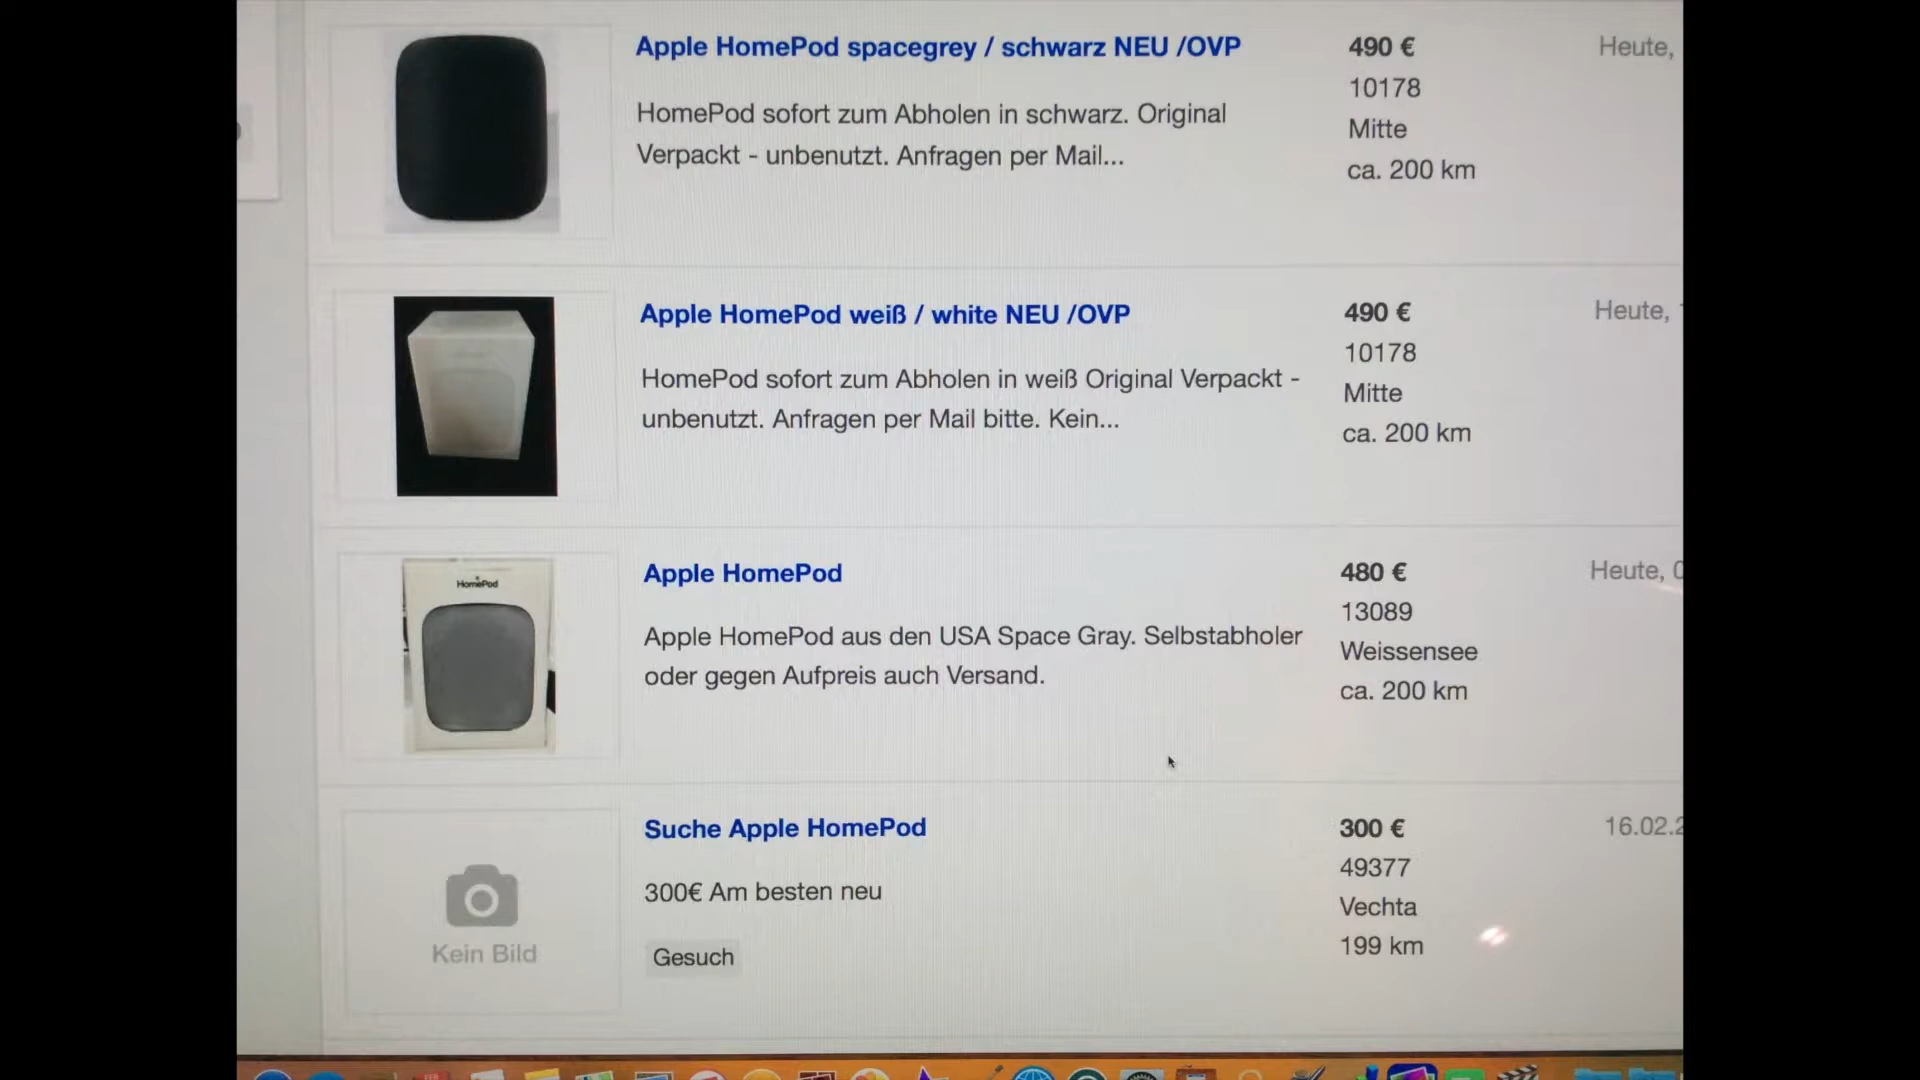 Apple HomePod spacegrey / schwarz NEU /OVP
490 €
Heute,
HomePod sofort zum Abholen in schwarz. Original
Verpackt - unbenutzt. Anfragen per Mail...
10178
Mitte
ca. 200 km
Apple HomePod weiß / white NEU /OVP
490 €
Heute,
HomePod sofort zum Abholen in weiß Original Verpackt -
unbenutzt. Anfragen per Mail bitte. Kein...
10178
Mitte
ca. 200 km
HomePod
Apple HomePod
480 €
Heute, 0
Apple HomePod aus den USA Space Gray. Selbstabholer
oder gegen Aufpreis auch Versand.
13089
Weissensee
ca. 200 km
Kein Bild
Suche Apple HomePod
300 €
16.02.2
300€ Am besten neu
Gesuch
49377
Vechta
199 km